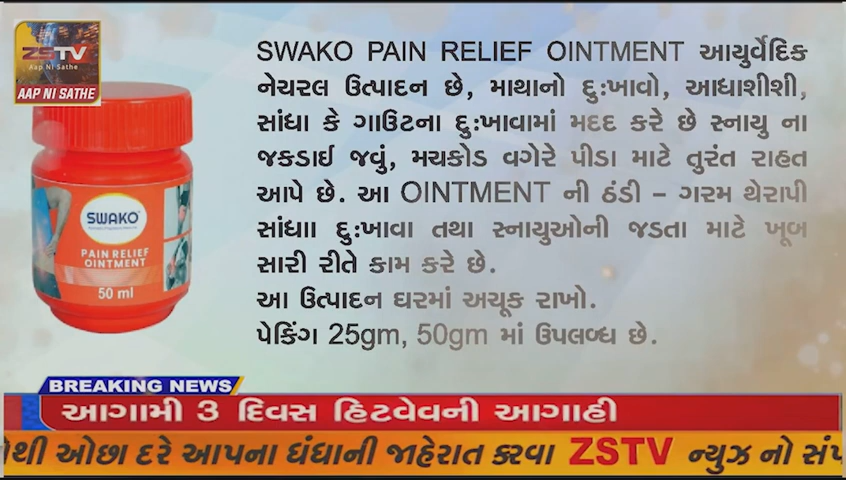 ZSTV
Aap Ni Sathe
AAP NI SATHE
SWAKO PAIN RELIEF OINTMENT આયુર્વેદિક
નેચરલ ઉત્પાદન છે, માથાનો દુઃખાવો, આધાશીશી,
સાંધા કે ગાઉટના દુઃખાવામાં મદદ કરે છે સ્નાયુ ના
જકડાઈ જવું, મચકોડ વગેરે પીડા માટે તુરંત રાહત
આપે છે. આ OINTMENT ની ઠંડી – ગરમ થેરાપી
સાંધાા દુઃખાવા તથા સ્નાયુઓની જડતા માટે ખૂબ
સારી રીતે કામ કરે છે.
આ ઉત્પાદન ઘરમાં અચૂક રાખો.
પેકિંગ 25gm, 50gm માં ઉપલબ્ધ છે.
SWAKO
PAIN RELIEF
OINTMENT
50 ml
BREAKING NEWS
આગામી 3 દિવસ હિટવેવની આગાહી
ઓછા દરે આપના ધંધાની જાહેરાત કરવા ZSTV ન્યુઝ નો